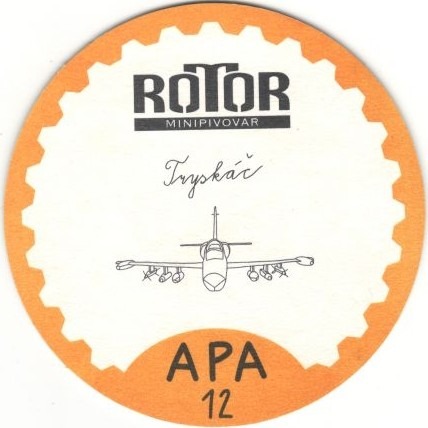 ROTOR
MINIPIVOVAR
Tryskáč
APA
12